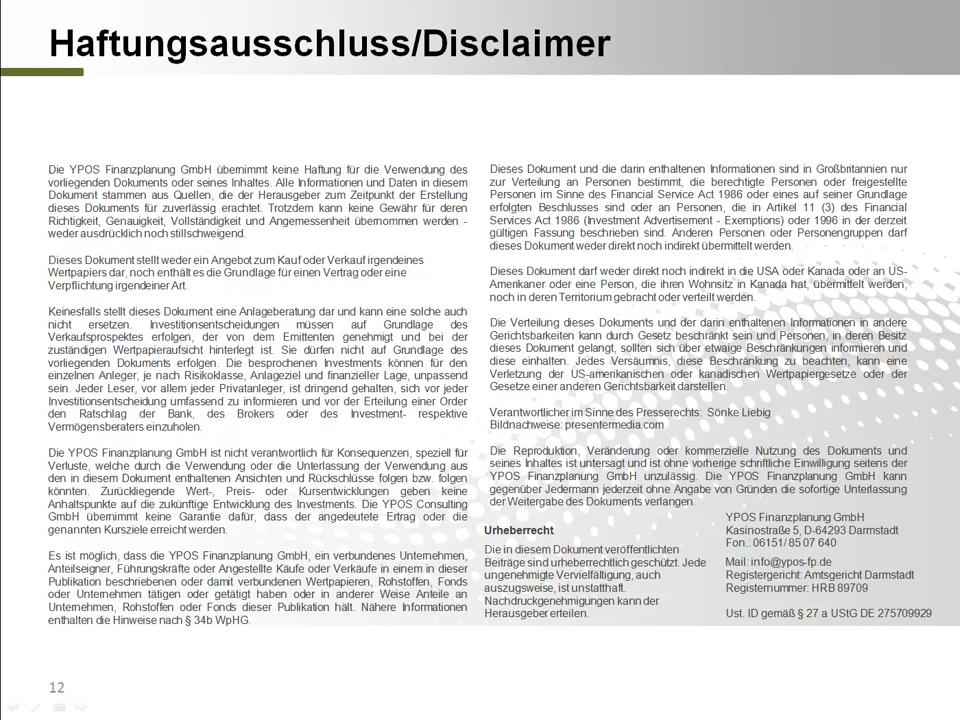 Haftungsausschluss/Disclaimer
Die YPOS Finanzplanung GmbH übernimmt keine Haftung für die Verwendung des
vorliegenden Dokuments oder seines Inhaltes. Alle Informationen und Daten in diesem
Dokument stammen aus Quellen, die der Herausgeber zum Zeitpunkt der Erstellung
dieses Dokuments für zuverlässig erachtet. Trotzdem kann keine Gewähr für deren
Richtigkeit, Genauigkeit, Vollständigkeit und Angemessenheit übernommen werden -
weder ausdrücklich noch stillschweigend.
Dieses Dokument stellt weder ein Angebot zum Kauf oder Verkauf irgendeines
Wertpapiers dar, noch enthält es die Grundlage für einen Vertrag oder eine
Verpflichtung irgendeiner Art.
Keinesfalls stellt dieses Dokument eine Anlageberatung dar und kann eine solche auch
nicht ersetzen. Investitionsentscheidungen müssen auf Grundlage des
Verkaufsprospektes erfolgen, der von dem Emittenten genehmigt und bei der
zuständigen Wertpapieraufsicht hinterlegt ist. Sie dürfen nicht auf Grundlage des
vorliegenden Dokuments erfolgen. Die besprochenen Investments können für den
einzelnen Anleger, je nach Risikoklasse, Anlageziel und finanzieller Lage, unpassend
sein. Jeder Leser, vor allem jeder Privatanleger, ist dringend gehalten, sich vor jeder
Investitionsentscheidung umfassend zu informieren und vor der Erteilung einer Order
den Ratschlag der Bank, des Brokers oder des Investment- respektive
Vermögensberaters einzuholen.
Die YPOS Finanzplanung GmbH ist nicht verantwortlich für Konsequenzen, speziell für
Verluste, welche durch die Verwendung oder die Unterlassung der Verwendung aus
den in diesem Dokument enthaltenen Ansichten und Rückschlüsse folgen bzw. folgen
könnten. Zurückliegende Wert-, Preis- oder Kursentwicklungen geben keine
Anhaltspunkte auf die zukünftige Entwicklung des Investments. Die YPOS Consulting
GmbH übernimmt keine Garantie dafür, dass der angedeutete Ertrag oder die
genannten Kursziele erreicht werden.
Es ist möglich, dass die YPOS Finanzplanung GmbH, ein verbundenes Unternehmen,
Anteilseigner, Führungskräfte oder Angestellte Käufe oder Verkäufe in einem in dieser
Publikation beschriebenen oder damit verbundenen Wertpapieren, Rohstoffen, Fonds
oder Unternehmen tätigen oder getätigt haben oder in anderer Weise Anteile an
Unternehmen, Rohstoffen oder Fonds dieser Publikation hält. Nähere Informationen
enthalten die Hinweise nach § 34b WpHG.
Dieses Dokument und die darin enthaltenen Informationen sind in Großbritannien nur
zur Verteilung an Personen bestimmt, die berechtigte Personen oder freigestellte
Personen im Sinne des Financial Service Act 1986 oder eines auf seiner Grundlage
erfolgten Beschlusses sind oder an Personen, die in Artikel 11 (3) des Financial
Services Act 1986 (Investment Advertisement - Exemptions) oder 1996 in der derzeit
gültigen Fassung beschrieben sind. Anderen Personen oder Personengruppen darf
dieses Dokument weder direkt noch indirekt übermittelt werden.
Dieses Dokument darf weder direkt noch indirekt in die USA oder Kanada oder an US-
Amerikaner oder eine Person, die ihren Wohnsitz in Kanada hat, übermittelt werden,
noch in deren Territorium gebracht oder verteilt werden.
Die Verteilung dieses Dokuments und der darin enthaltenen Informationen in andere
Gerichtsbarkeiten kann durch Gesetz beschränkt sein und Personen, in deren Besitz
dieses Dokument gelangt, sollten sich über etwaige Beschränkungen informieren und
diese einhalten. Jedes Versäumnis, diese Beschränkung zu beachten, kann eine
Verletzung der US-amerikanischen oder kanadischen Wertpapiergesetze oder der
Gesetze einer anderen Gerichtsbarkeit darstellen.
Verantwortlicher im Sinne des Presserechts: Sönke Liebig
Bildnachweise: presentermedia.com
Die Reproduktion, Veränderung oder kommerzielle Nutzung des Dokuments und
seines Inhaltes ist untersagt und ist ohne vorherige schriftliche Einwilligung seitens der
YPOS Finanzplanung GmbH unzulässig. Die YPOS Finanzplanung GmbH kann
gegenüber Jedermann jederzeit ohne Angabe von Gründen die sofortige Unterlassung
der Weitergabe des Dokuments verlangen.
Urheberrecht
Die in diesem Dokument veröffentlichten
Beiträge sind urheberrechtlich geschützt. Jede
ungenehmigte Vervielfältigung, auch
auszugsweise, ist unstatthaft.
Nachdruckgenehmigungen kann der
Herausgeber erteilen.
YPOS Finanzplanung GmbH
Kasinostraße 5, D-64293 Darmstadt
Fon.: 06151/ 85 07 640
Mail: info@ypos-fp.de
Registergericht: Amtsgericht Darmstadt
Registernummer: HRB 89709
Ust. ID gemäß § 27 a UStG DE 275709929
12